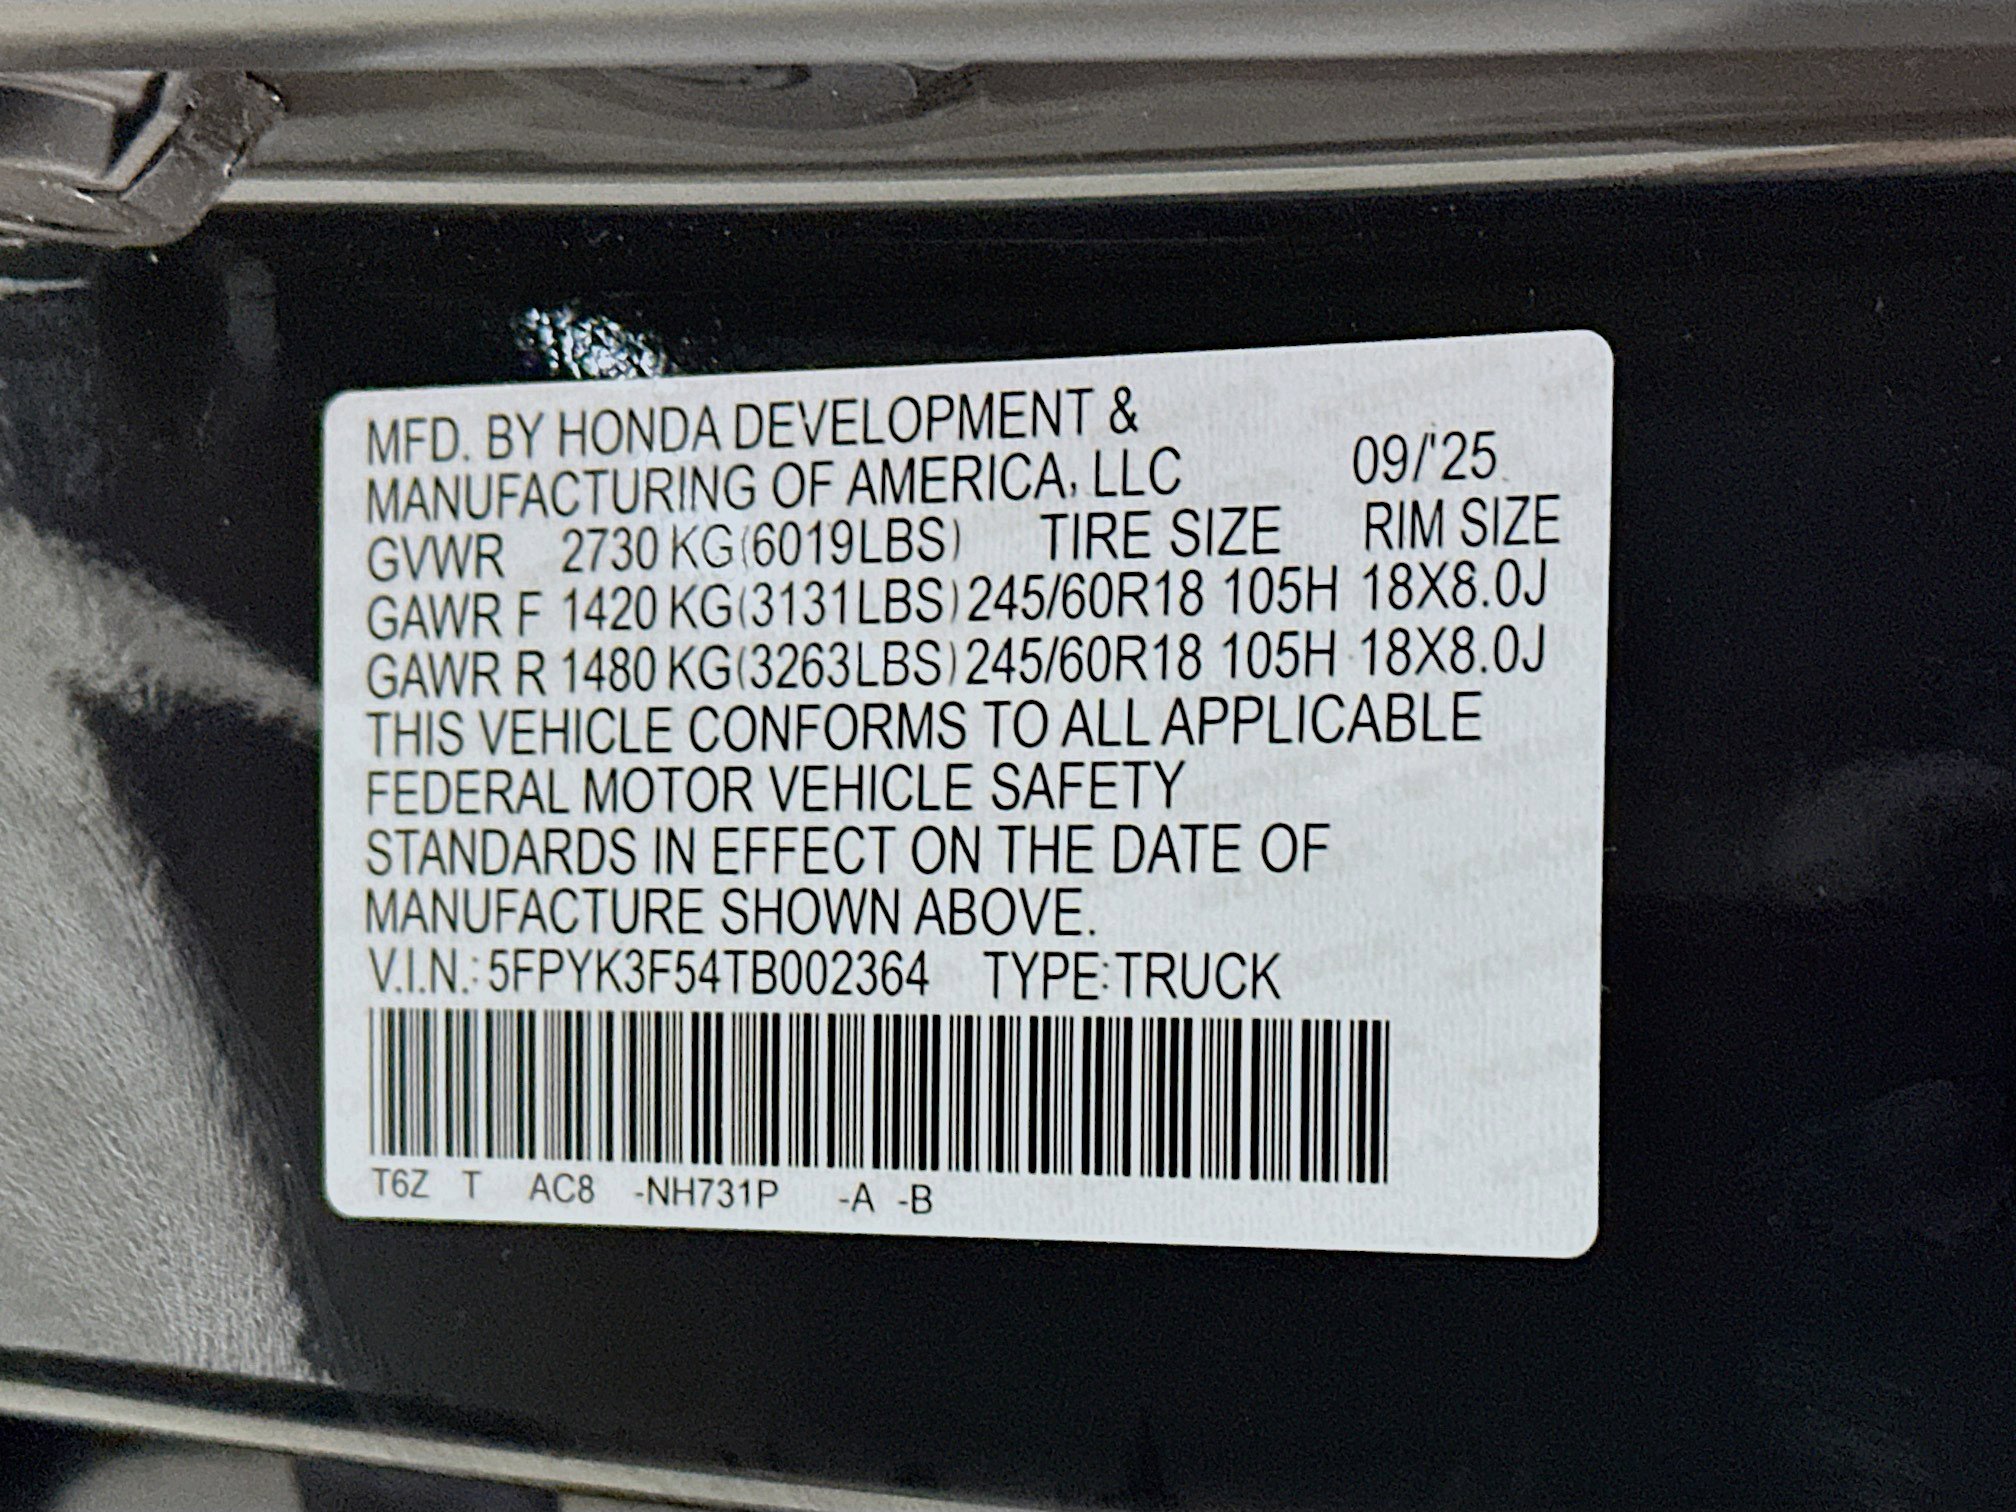 MFD. BY HONDA DEVELOPMENT &
MANUFACTURING OF AMERICA, LLC 09/'25
GVWR 2730 KG(6019LBS) TIRE SIZE RIM SIZE
GAWR F 1420 KG(3131LBS) 245/60R18 105H 18X8.0J
GAWR R 1480 KG(3263LBS) 245/60R18 105H 18X8.0J
THIS VEHICLE CONFORMS TO ALL APPLICABLE
FEDERAL MOTOR VEHICLE SAFETY
STANDARDS IN EFFECT ON THE DATE OF
MANUFACTURE SHOWN ABOVE.
V.I.N.: 5FPYK3F54TB002364 TYPE:TRUCK
T6Z T AC8 -NH731P -A -B